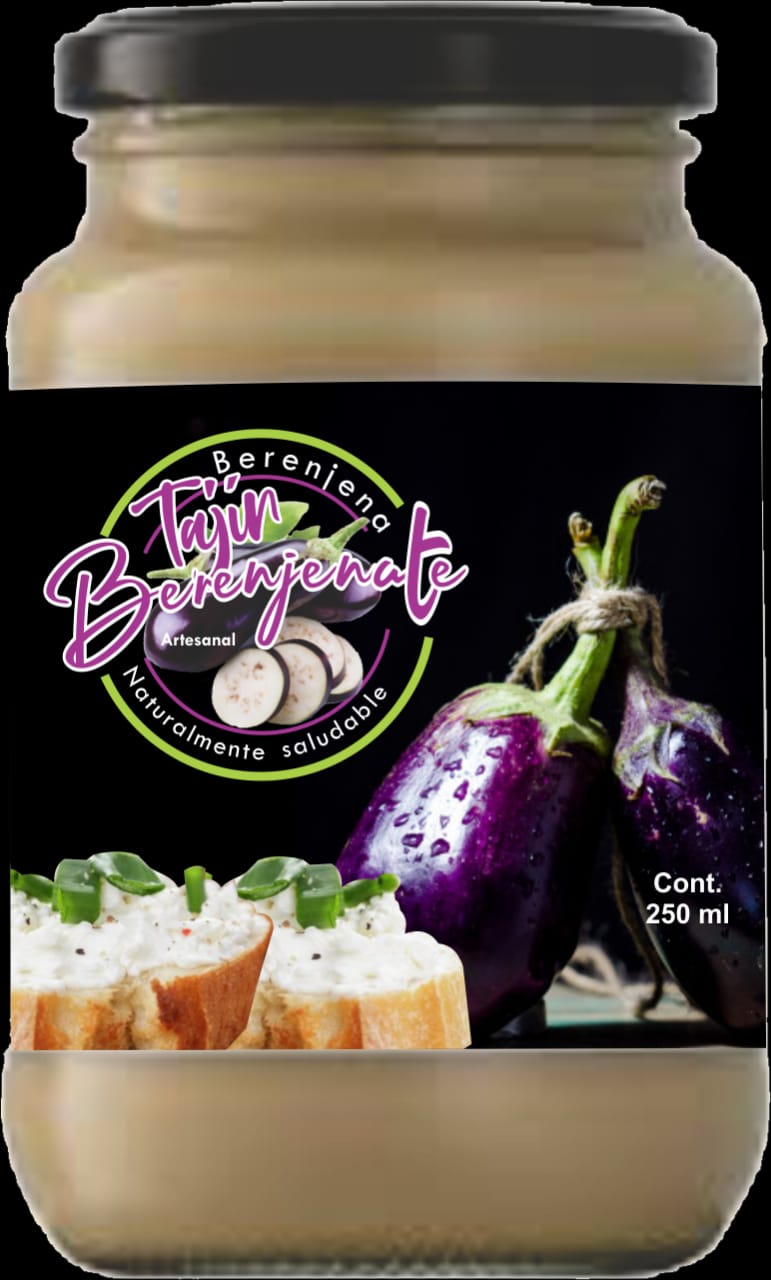 Berenjena
Tajín
Berenjenate
Artesanal
Naturalmente saludable
Cont.
250 ml